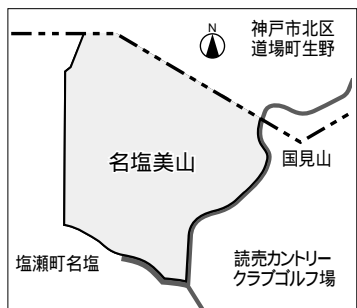 N
神戸市北区
道場町生野
名塩美山
国見山
塩瀬町名塩
読売カントリー
クラブゴルフ場